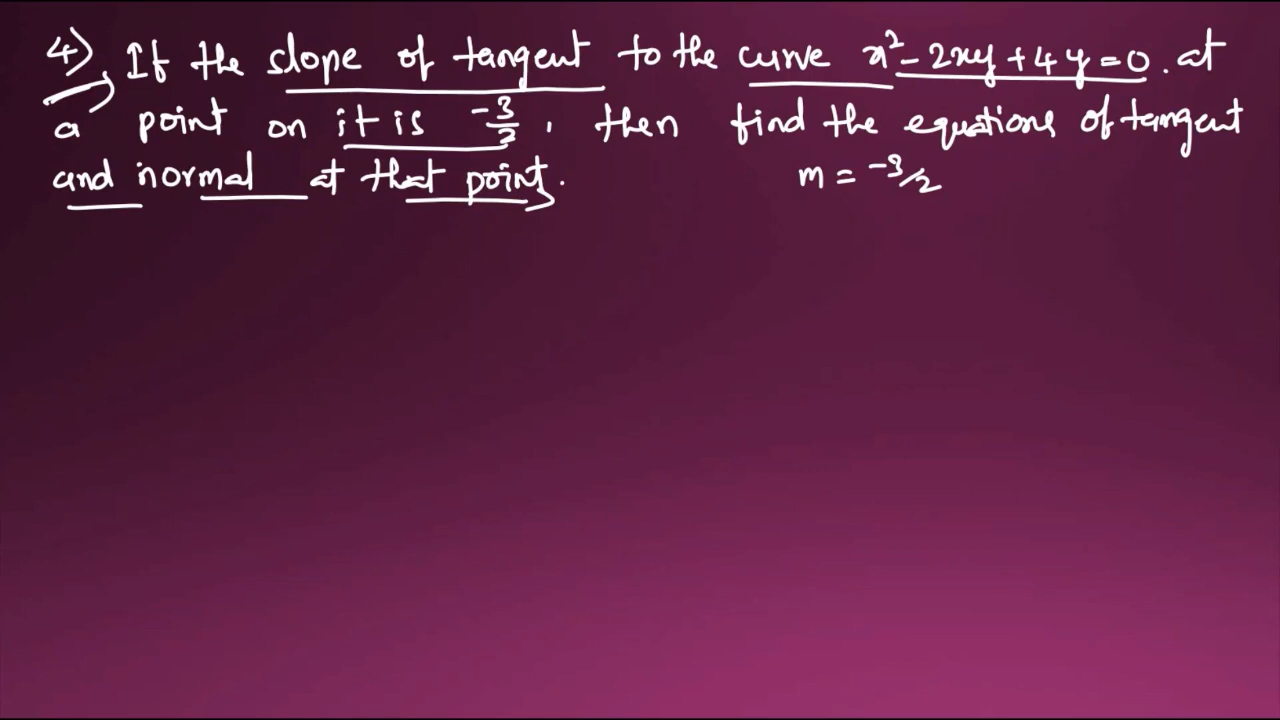 4) If the slope of tangent to the curve x² - 2xy + 4y = 0. at
a point on it is -3/2, then find the equations of tangent
and normal at that point.
m = -3/2